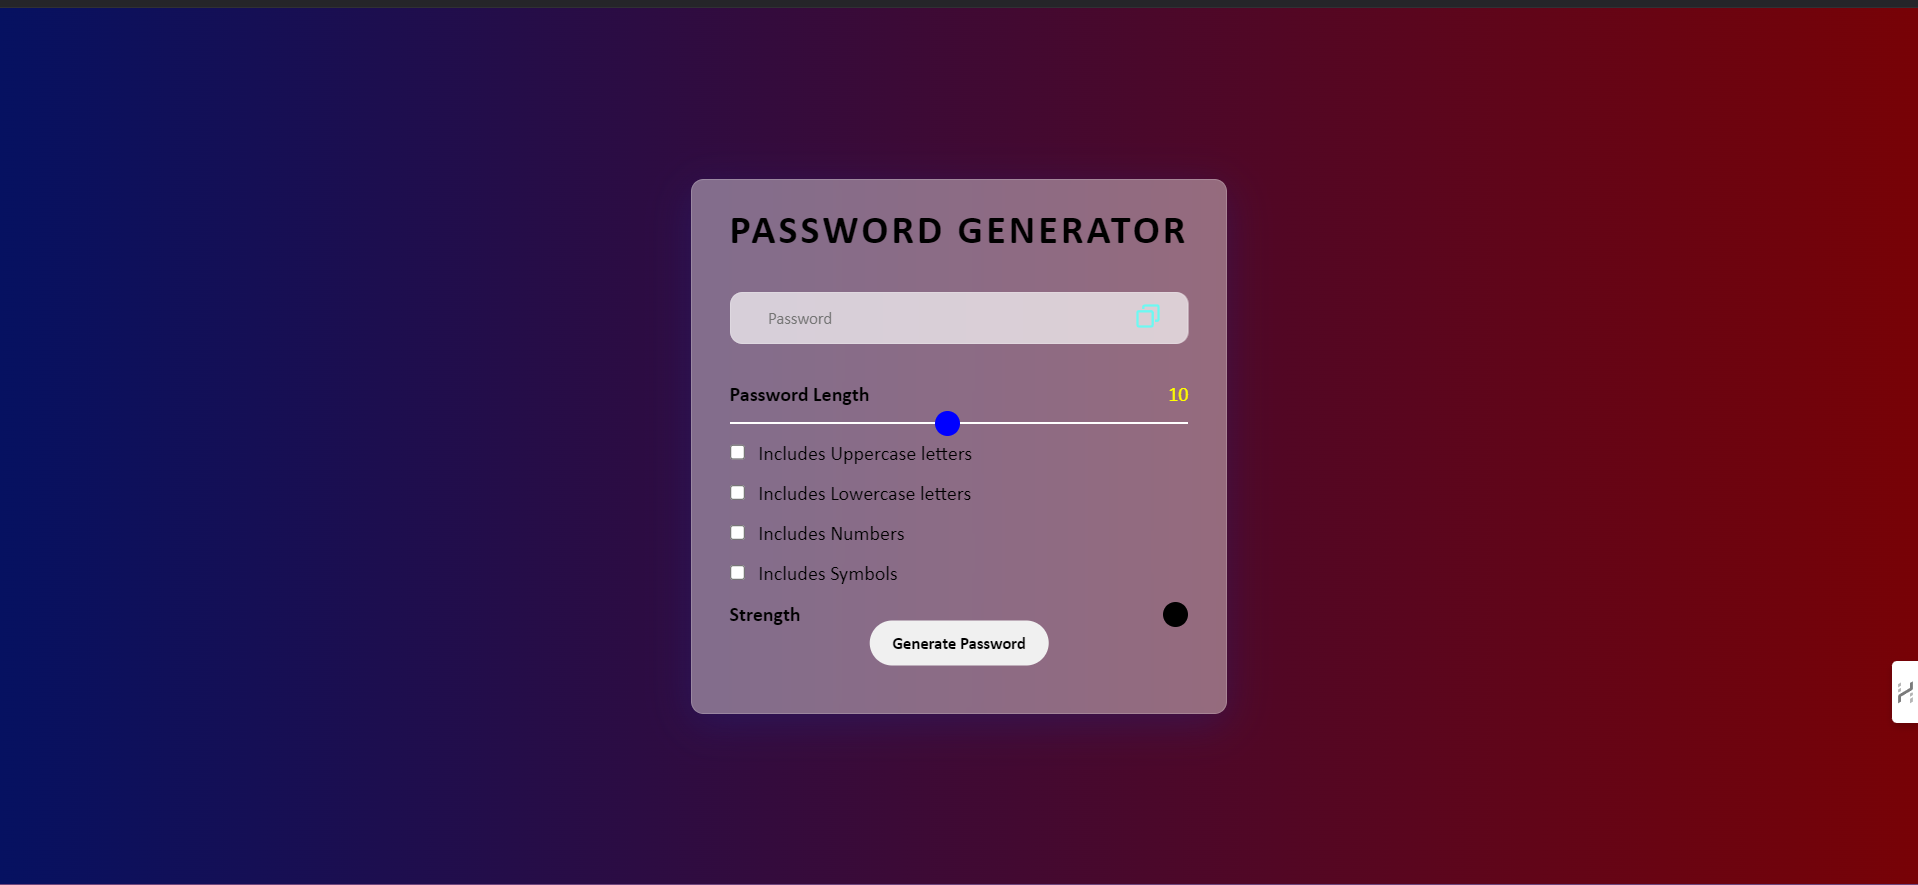 PASSWORD GENERATOR
Password
Password Length 10
Includes Uppercase letters
Includes Lowercase letters
Includes Numbers
Includes Symbols
Strength
Generate Password